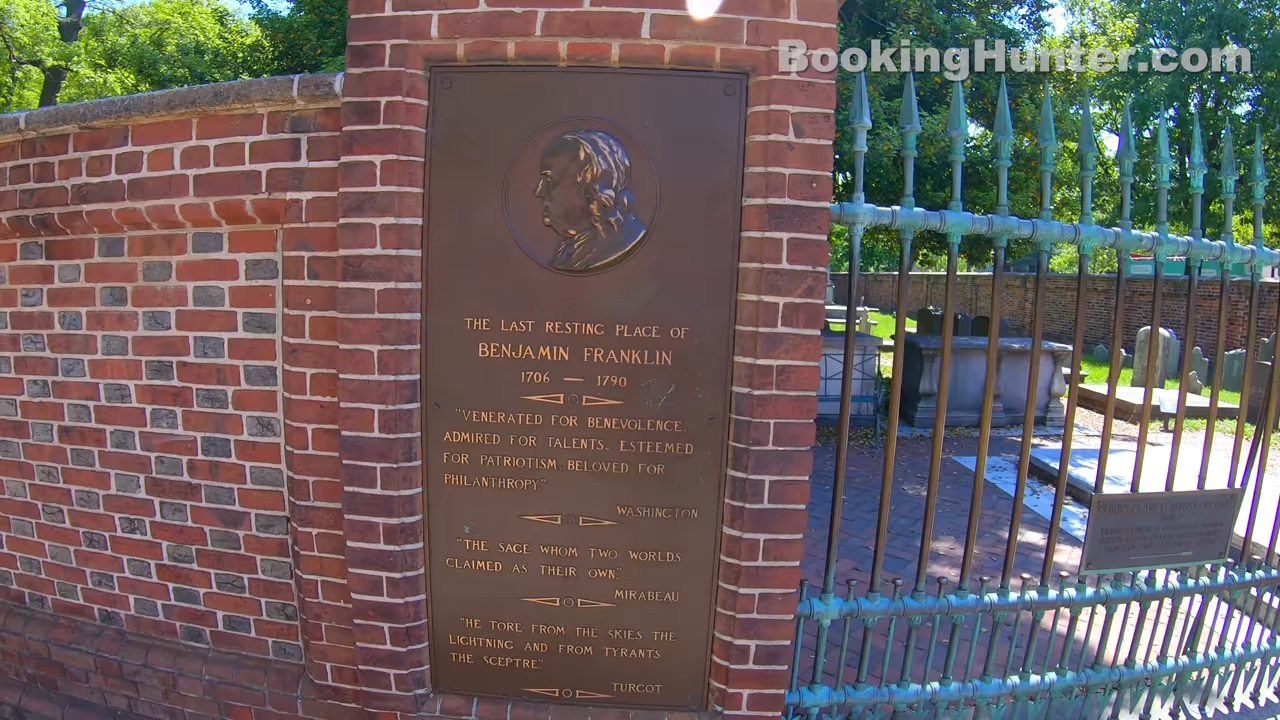 BookingHunter.com
THE LAST RESTING PLACE OF
BENJAMIN FRANKLIN
1706 — 1790
"VENERATED FOR BENEVOLENCE,
ADMIRED FOR TALENTS, ESTEEMED
FOR PATRIOTISM, BELOVED FOR
PHILANTHROPY."
WASHINGTON
"THE SAGE WHOM TWO WORLDS
CLAIMED AS THEIR OWN."
MIRABEAU
"HE TORE FROM THE SKIES THE
LIGHTNING AND FROM TYRANTS
THE SCEPTRE."
TURGOT